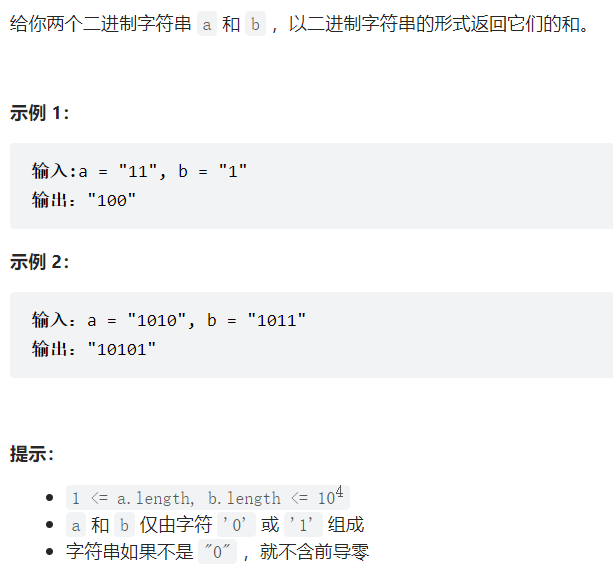 给你两个二进制字符串 a 和 b ，以二进制字符串的形式返回它们的和。
示例 1：
输入:a = "11", b = "1"
输出："100"
示例 2：
输入：a = "1010", b = "1011"
输出："10101"
提示：
1 <= a.length, b.length <= 10⁴
a 和 b 仅由字符 '0' 或 '1' 组成
字符串如果不是 "0" ，就不含前导零